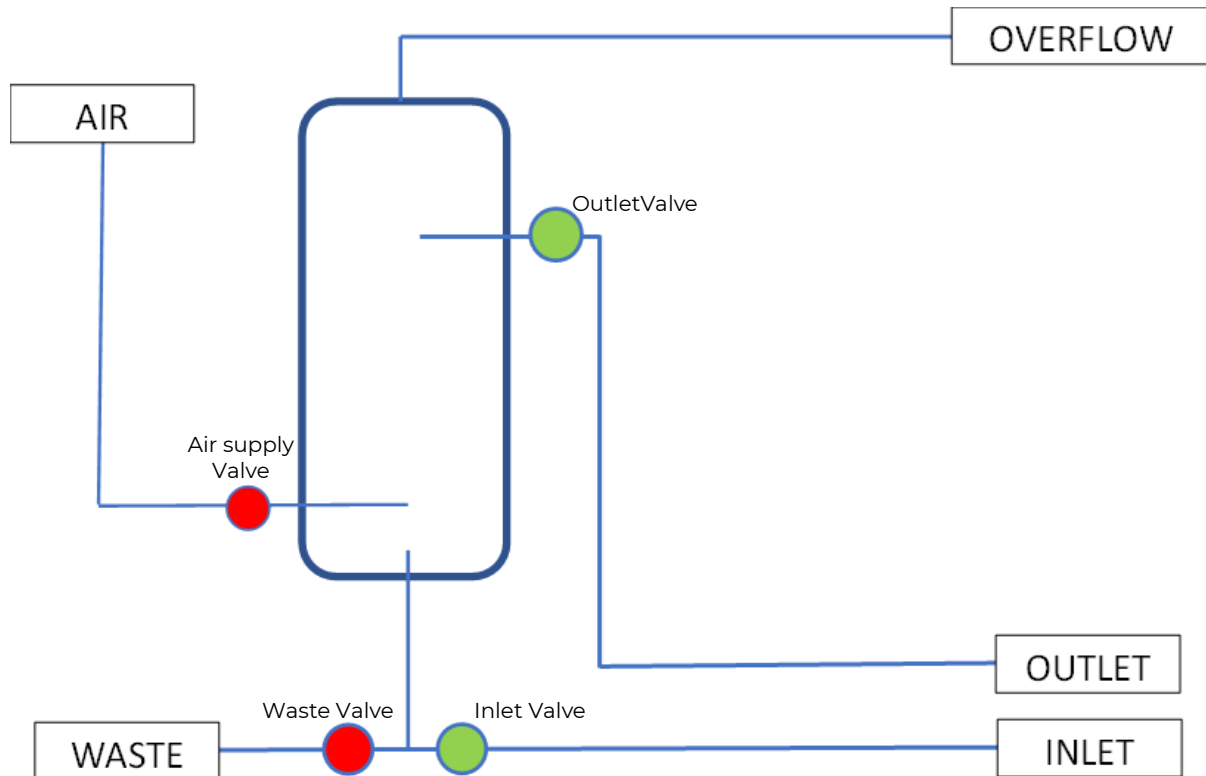 OVERFLOW
AIR
OutletValve
Air supply
Valve
OUTLET
Waste Valve
Inlet Valve
WASTE
INLET